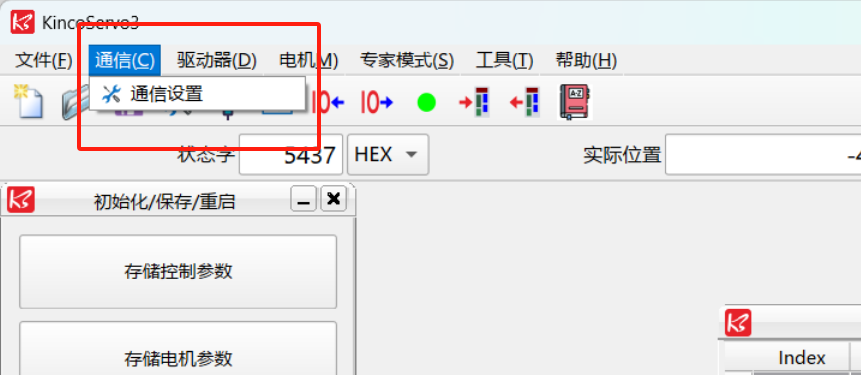 KincoServo3
文件(F) 通信(C) 驱动器(D) 电机(M) 专家模式(S) 工具(T) 帮助(H)
通信设置
状态字 5437 HEX 实际位置 -4
初始化/保存/重启
存储控制参数
存储电机参数
Index